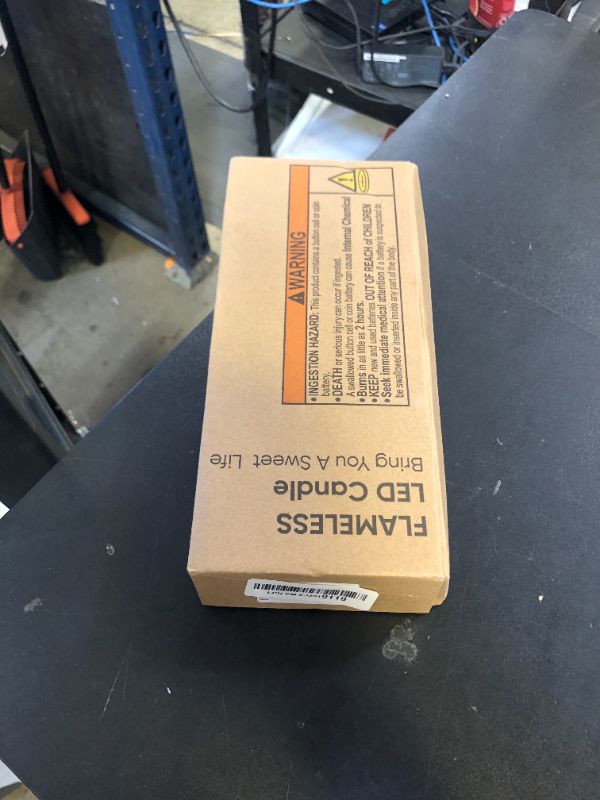 FLAMELESS
LED Candle
Bring You A Sweet Life
WARNING
• INGESTION HAZARD: This product contains a button cell or coin
battery.
• DEATH or serious injury can occur if ingested.
A swallowed button cell or coin battery can cause Internal Chemical
• Burns in as little as 2 hours.
• KEEP new and used batteries OUT OF REACH of CHILDREN
• Seek immediate medical attention if a battery is suspected to
be swallowed or inserted inside any part of the body.